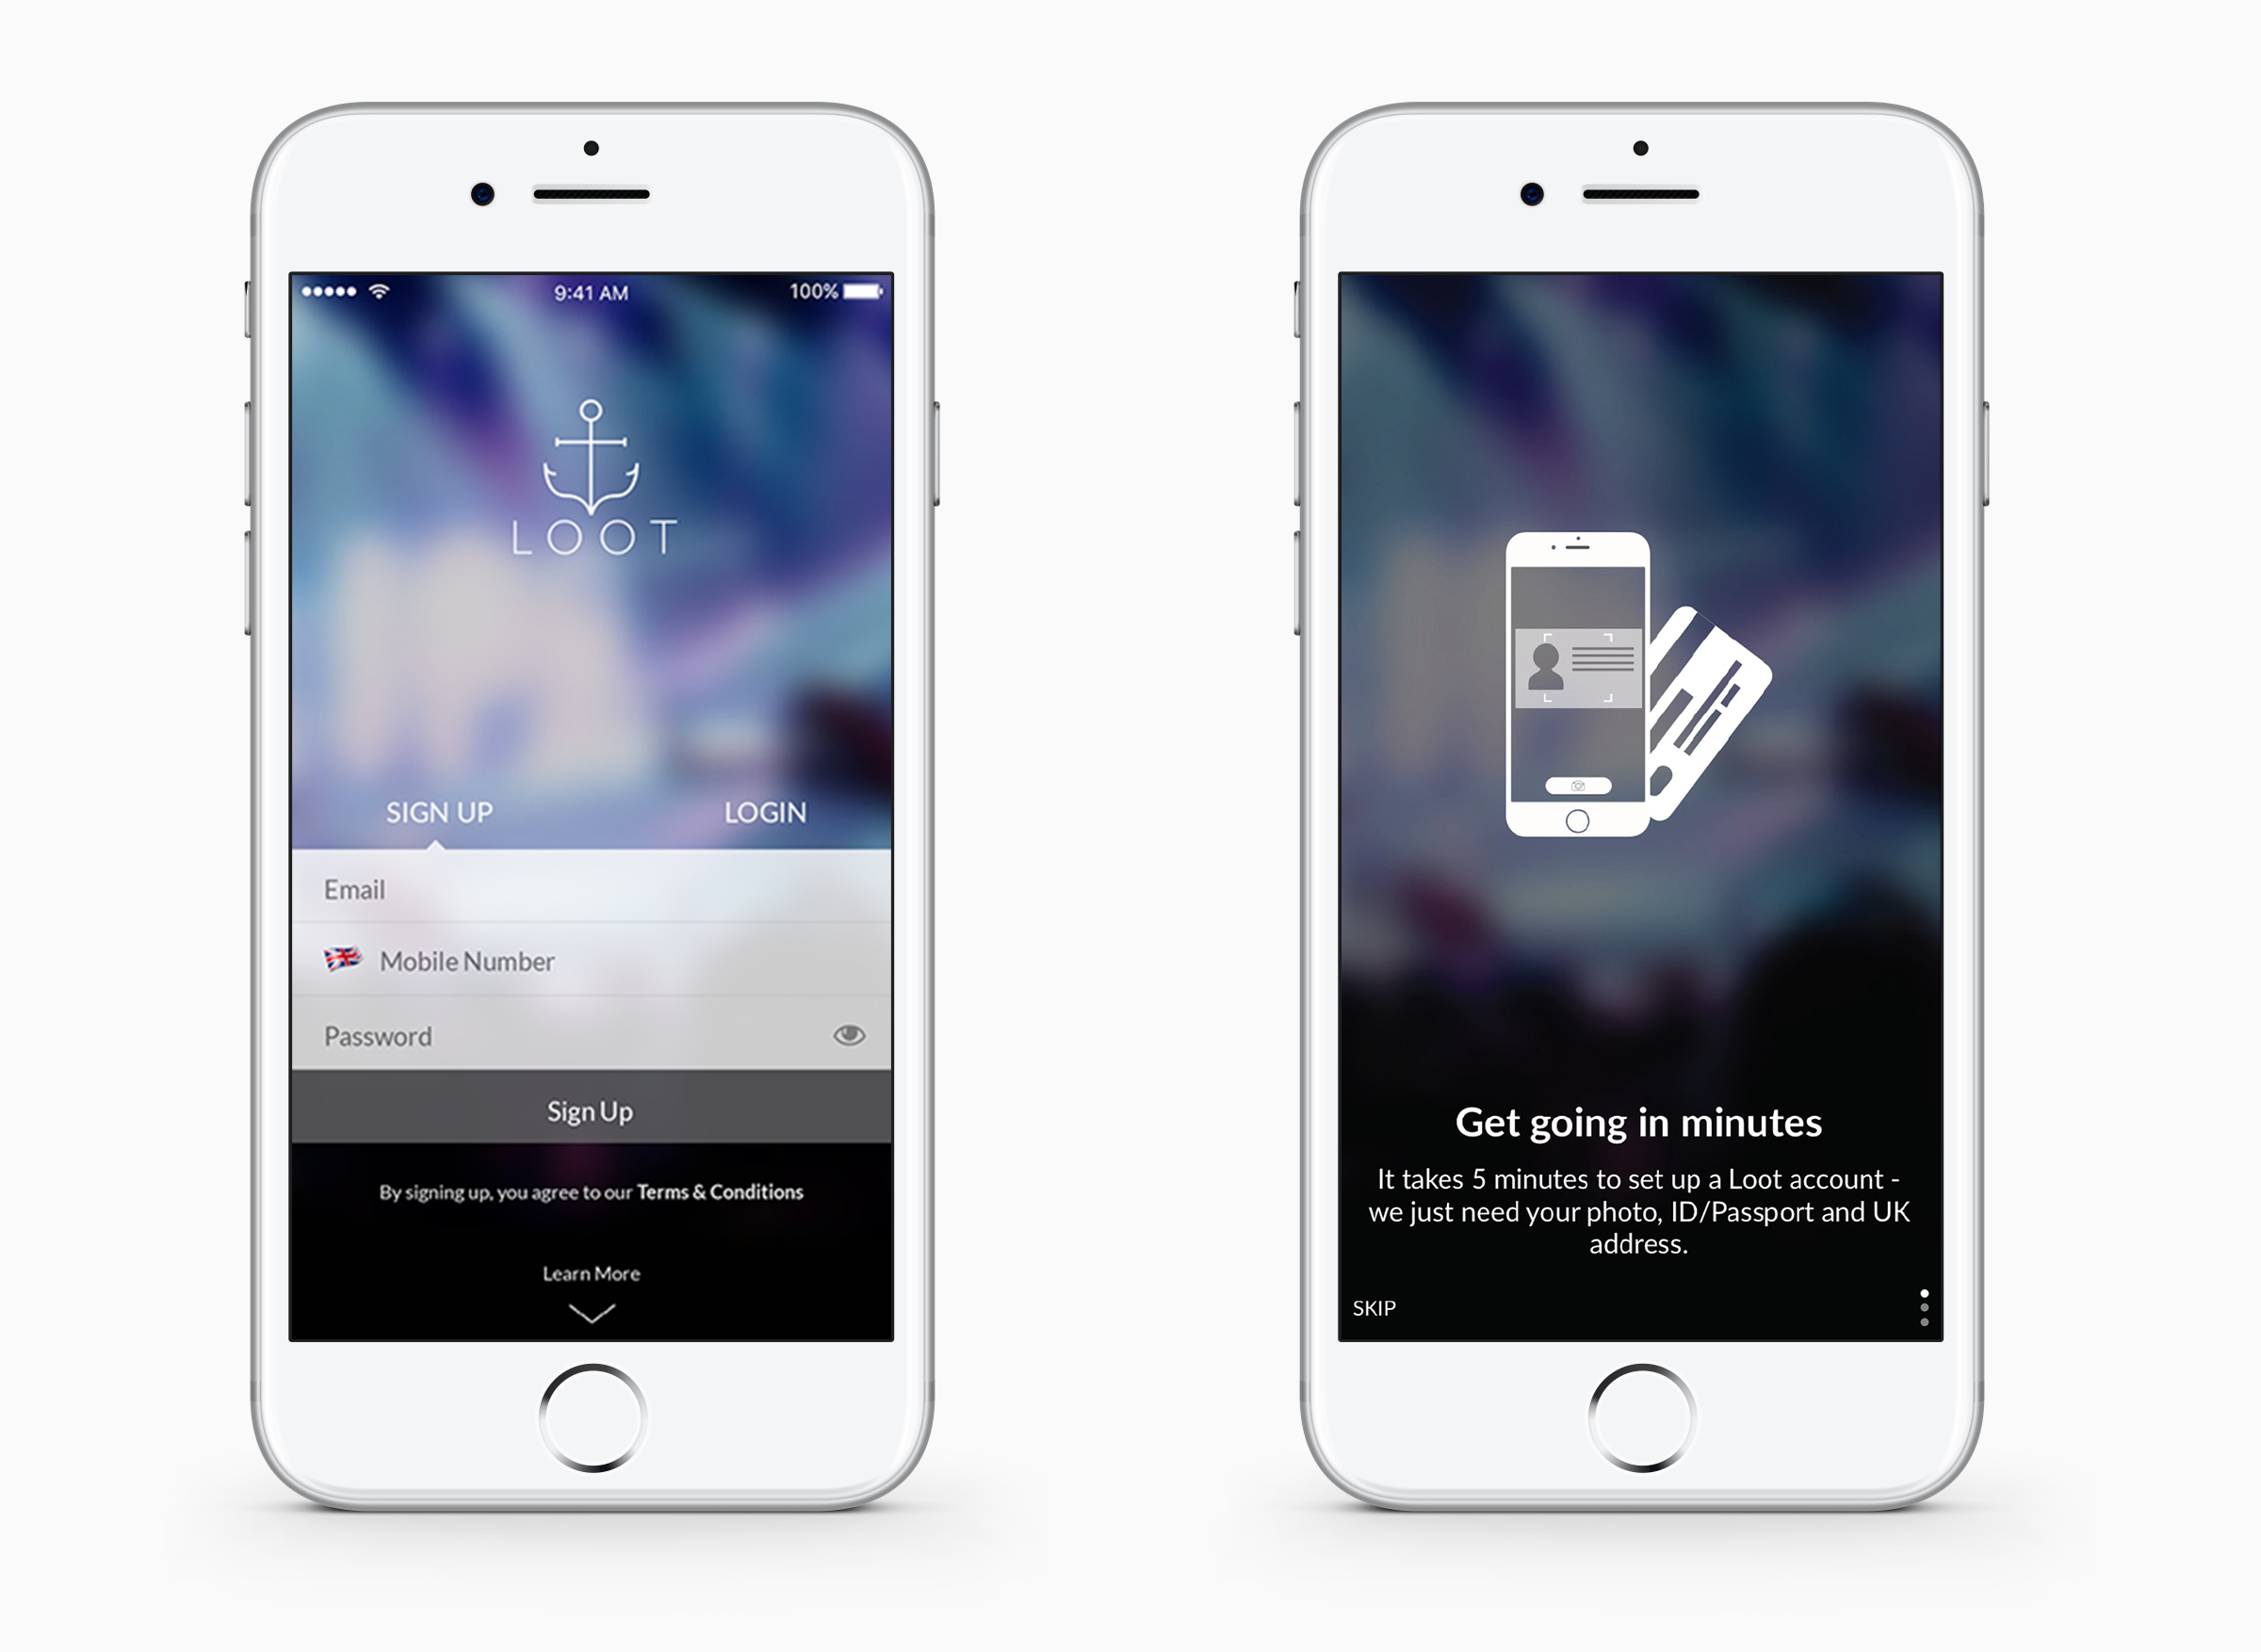 9:41 AM
100%
LOOT
SIGN UP
LOGIN
Email
Mobile Number
Password
Sign Up
By signing up, you agree to our Terms & Conditions
Learn More
Get going in minutes
It takes 5 minutes to set up a Loot account -
we just need your photo, ID/Passport and UK
address.
SKIP